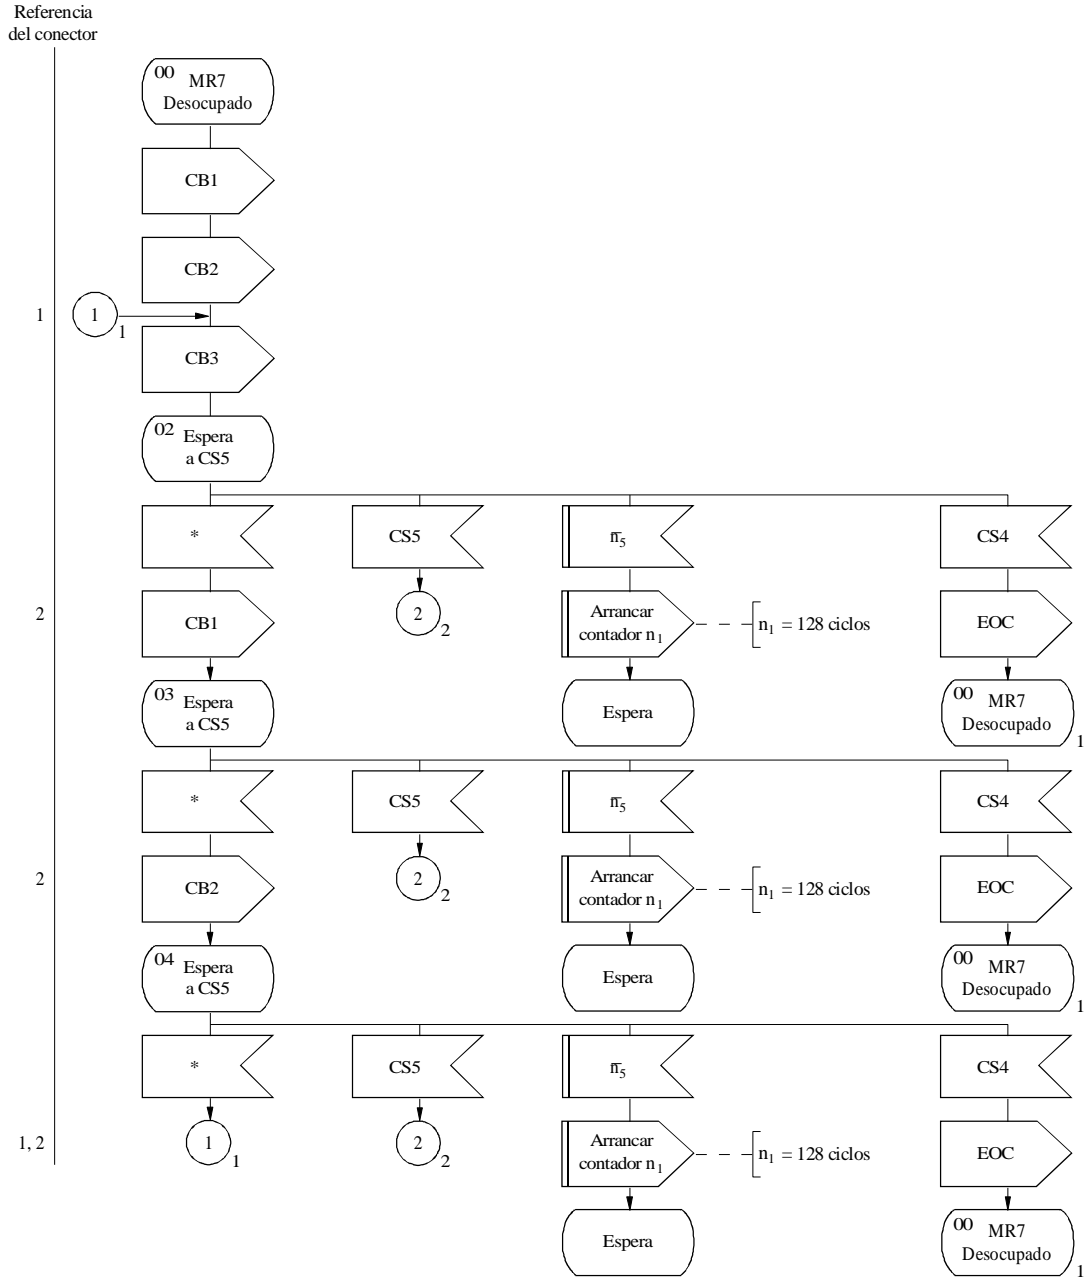 Referencia
del conector
00 MR7
Desocupado
CB1
CB2
1
1
1
CB3
02 Espera
a CS5
*
CS5
n̅5
CS4
2
CB1
2
2
Arrancar
contador n1
n1 = 128 ciclos
EOC
03 Espera
a CS5
Espera
00 MR7
Desocupado
1
*
CS5
n̅5
CS4
2
CB2
2
2
Arrancar
contador n1
n1 = 128 ciclos
EOC
04 Espera
a CS5
Espera
00 MR7
Desocupado
1
*
CS5
n̅5
CS4
1, 2
1
1
2
2
Arrancar
contador n1
n1 = 128 ciclos
EOC
Espera
00 MR7
Desocupado
1